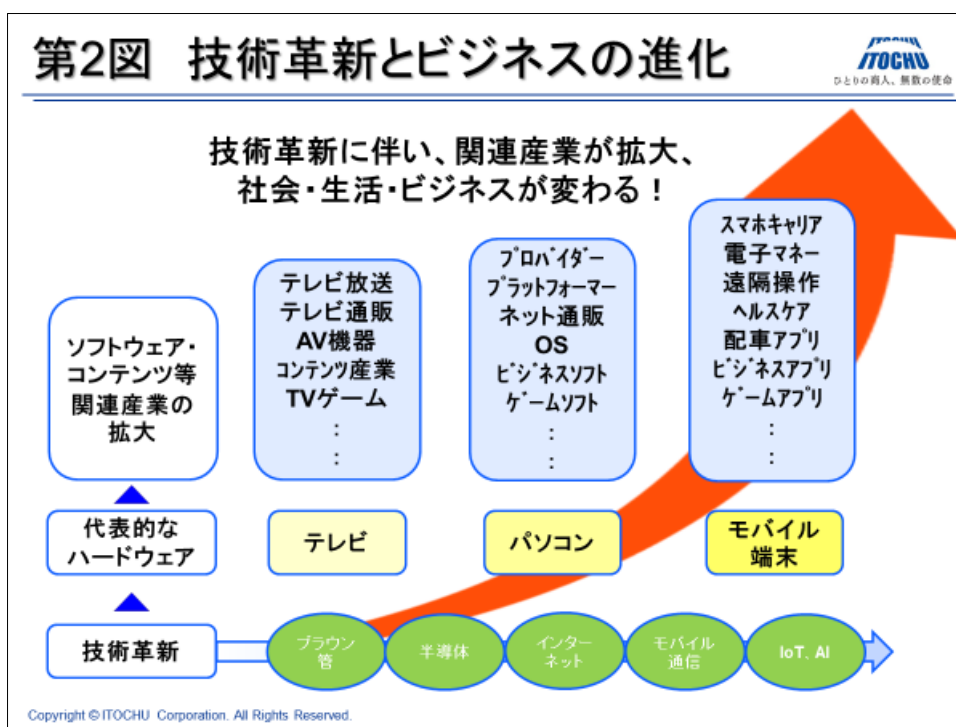 第2図　技術革新とビジネスの進化
ITOCHU
ITOCHU
ひとりの商人、無数の使命
技術革新に伴い、関連産業が拡大、
社会・生活・ビジネスが変わる！
ソフトウェア・
コンテンツ等
関連産業の
拡大
テレビ放送
テレビ通販
AV機器
ｺﾝﾃﾝﾂ産業
TVゲーム
：
：
ﾌﾟﾛﾊﾞｲﾀﾞｰ
ﾌﾟﾗｯﾄﾌｫｰﾏｰ
ネット通販
OS
ﾋﾞｼﾞﾈｽｿﾌﾄ
ｹﾞｰﾑｿﾌﾄ
：
：
ｽﾏﾎｷｬﾘｱ
電子マネー
遠隔操作
ﾍﾙｽｹｱ
配車アプリ
ﾋﾞｼﾞﾈｽｱﾌﾟﾘ
ｹﾞｰﾑｱﾌﾟﾘ
：
：
代表的な
ハードウェア
テレビ
パソコン
モバイル
端末
技術革新
ブラウン
管
半導体
インター
ネット
モバイル
通信
IoT、AI
Copyright © ITOCHU Corporation. All Rights Reserved.